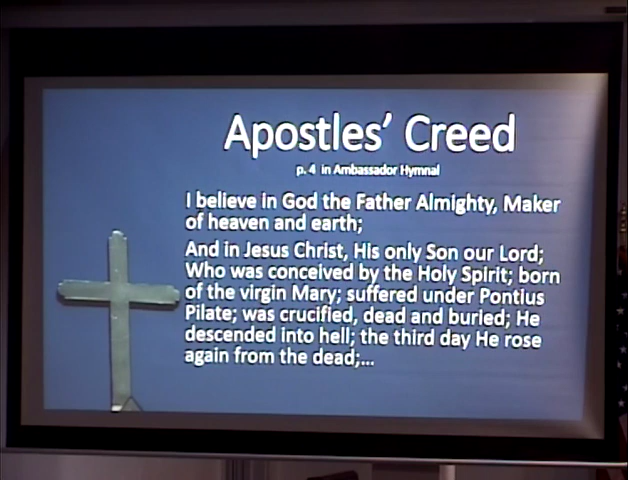 Apostles' Creed
p. 4 in Ambassador Hymnal
I believe in God the Father Almighty, Maker
of heaven and earth;
And in Jesus Christ, His only Son our Lord;
Who was conceived by the Holy Spirit; born
of the virgin Mary; suffered under Pontius
Pilate; was crucified, dead and buried; He
descended into hell; the third day He rose
again from the dead;...